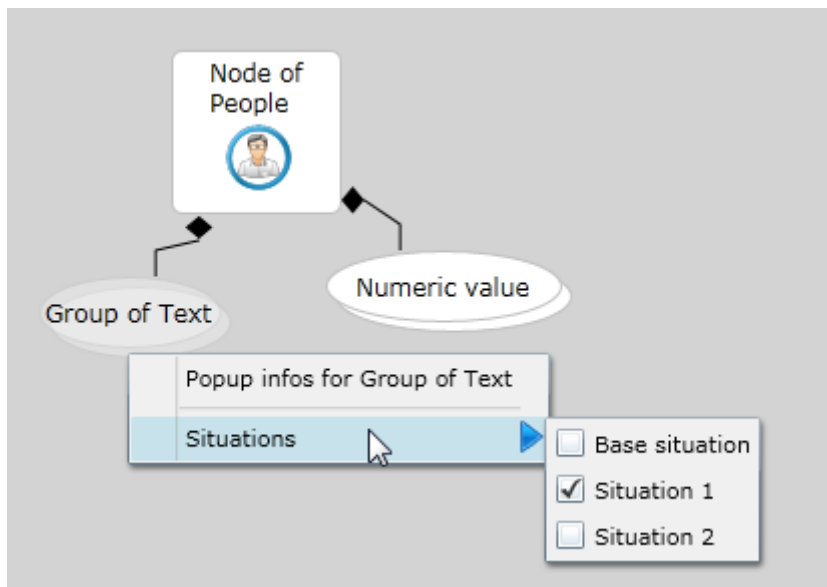 Node of
People
Numeric value
Group of Text
Popup infos for Group of Text
Situations
Base situation
Situation 1
Situation 2